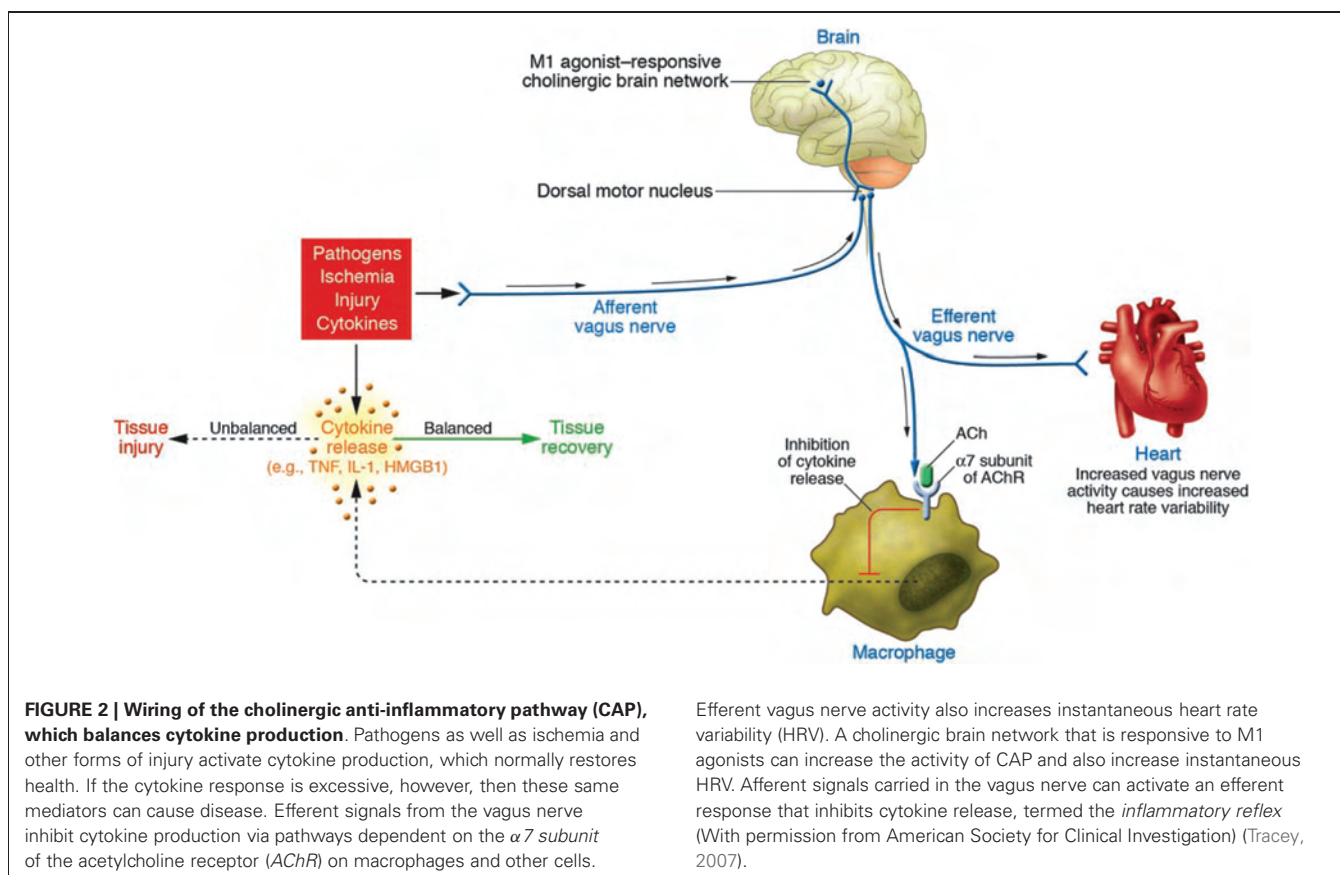 Brain
M1 agonist–responsive
cholinergic brain network
Dorsal motor nucleus
Pathogens
Ischemia
Injury
Cytokines
Afferent
vagus nerve
Efferent
vagus nerve
Tissue
injury
Unbalanced
Cytokine
release
(e.g., TNF, IL-1, HMGB1)
Balanced
Tissue
recovery
Inhibition
of cytokine
release
ACh
α7 subunit
of AChR
Heart
Increased vagus nerve
activity causes increased
heart rate variability
Macrophage
FIGURE 2 | Wiring of the cholinergic anti-inflammatory pathway (CAP),
which balances cytokine production. Pathogens as well as ischemia and
other forms of injury activate cytokine production, which normally restores
health. If the cytokine response is excessive, however, then these same
mediators can cause disease. Efferent signals from the vagus nerve
inhibit cytokine production via pathways dependent on the α7 subunit
of the acetylcholine receptor (AChR) on macrophages and other cells.
Efferent vagus nerve activity also increases instantaneous heart rate
variability (HRV). A cholinergic brain network that is responsive to M1
agonists can increase the activity of CAP and also increase instantaneous
HRV. Afferent signals carried in the vagus nerve can activate an efferent
response that inhibits cytokine release, termed the inflammatory reflex
(With permission from American Society for Clinical Investigation) (Tracey,
2007).